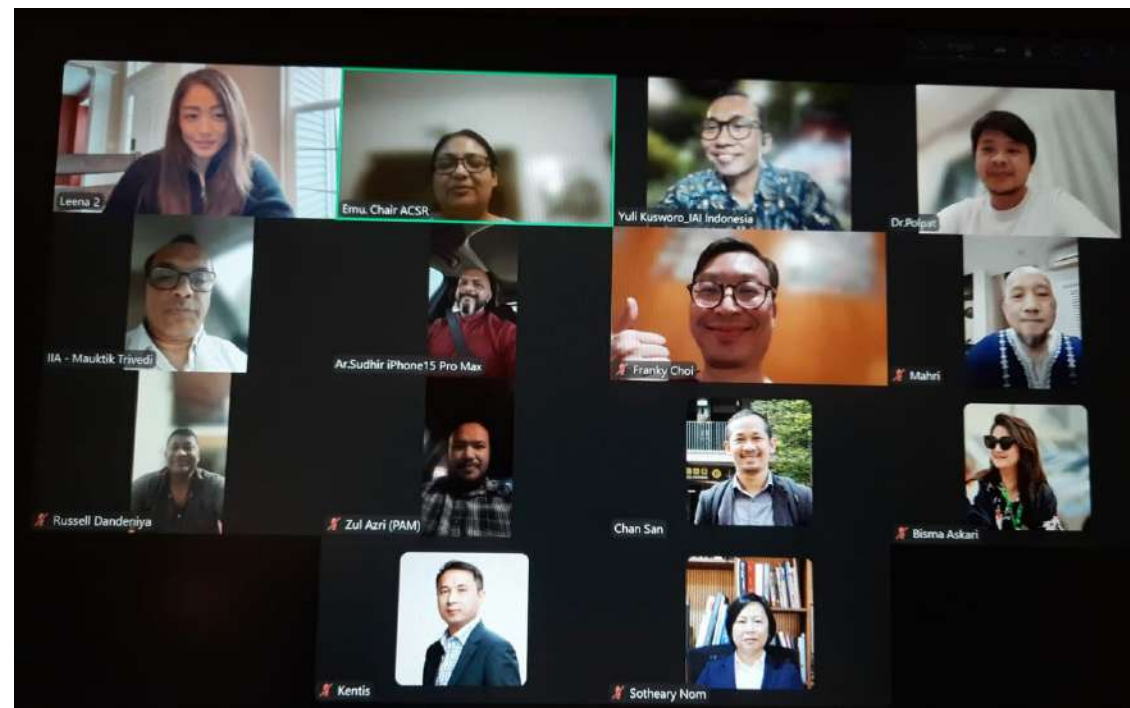 Leena 2
Emu. Chair ACSR
Yuli Kusworo_IAI Indonesia
Dr.Polpat
IIA - Mauktik Trivedi
Ar.Sudhir iPhone15 Pro Max
Franky Choi
Mahri
Russell Dandeniya
Zul Azri (PAM)
Chan San
Bisma Askari
Kentis
Sotheary Nom